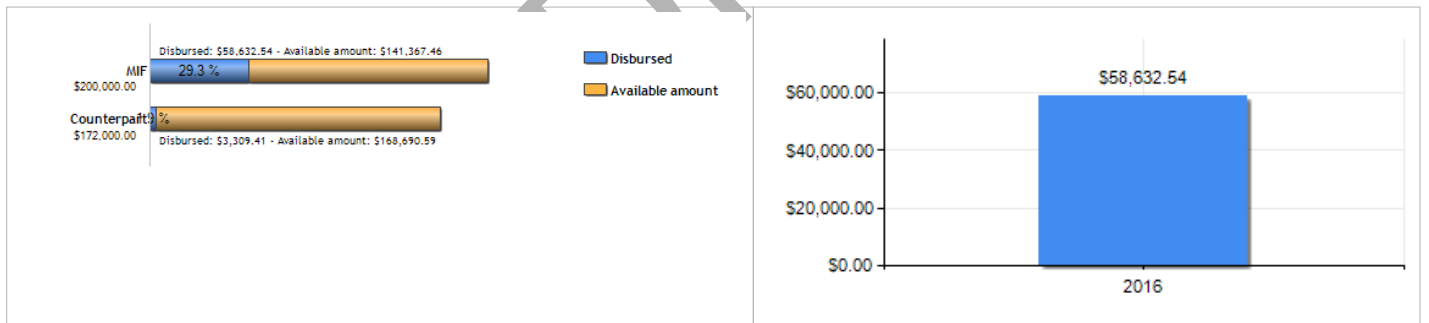 Disbursed: $58,632.54 - Available amount: $141,367.46
MIF
29.3 %
$200,000.00
Counterpart
%
$172,000.00
Disbursed: $3,309.41 - Available amount: $168,690.59
Disbursed
Available amount
$58,632.54
$60,000.00
$40,000.00
$20,000.00
$0.00
2016